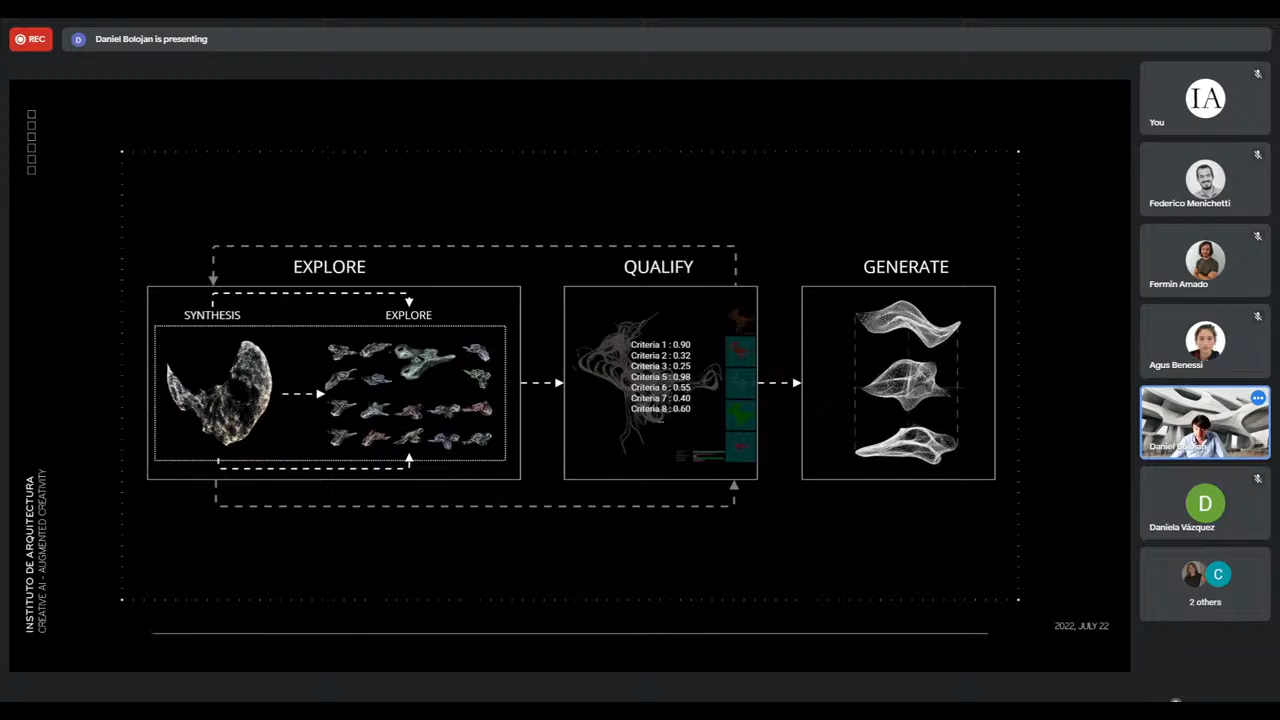 REC
D
Daniel Bolojan is presenting
IA
You
Federico Menichetti
Fermin Amado
Agus Benessi
D
Daniela Vázquez
C
2 others
EXPLORE
QUALIFY
GENERATE
SYNTHESIS
EXPLORE
Criteria 1 : 0.90
Criteria 2 : 0.32
Criteria 3 : 0.25
Criteria 5 : 0.98
Criteria 6 : 0.55
Criteria 7 : 0.40
Criteria 8 : 0.60
...
INSTITUTO DE ARQUITECTURA
CREATIVE AI - AUGMENTED CREATIVITY
2022, JULY 22